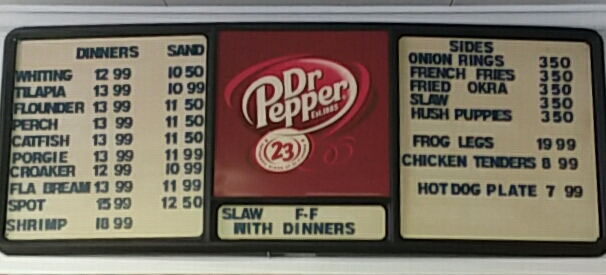 DINNERS SAND
WHITING 12 99 10 50
TILAPIA 13 99 10 99
FLOUNDER 13 99 11 50
PERCH 13 99 11 50
CATFISH 13 99 11 50
PORGIE 13 99 11 99
CROAKER 12 99 10 99
FLA BREAM 13 99 11 99
SPOT 15 99 12 50
SHRIMP 18 99
Dr Pepper
Est. 1885
23
SLAW F-F
WITH DINNERS
SIDES
ONION RINGS 350
FRENCH FRIES 350
FRIED OKRA 350
SLAW 350
HUSH PUPPIES 350
FROG LEGS 19 99
CHICKEN TENDERS 8 99
HOT DOG PLATE 7 99